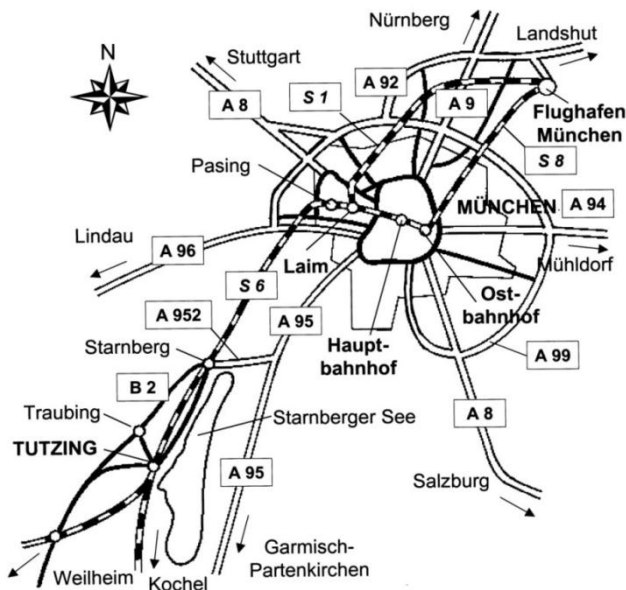 Nürnberg
Landshut
N
Stuttgart
A 92
S 1
A 9
A 8
Flughafen
München
Pasing
S 8
MÜNCHEN
A 94
Lindau
A 96
Laim
Mühldorf
S 6
Ost-
bahnhof
A 952
A 95
Haupt-
bahnhof
A 99
Starnberg
B 2
A 8
Traubing
Starnberger See
TUTZING
A 95
Salzburg
Garmisch-
Partenkirchen
Weilheim
Kochel